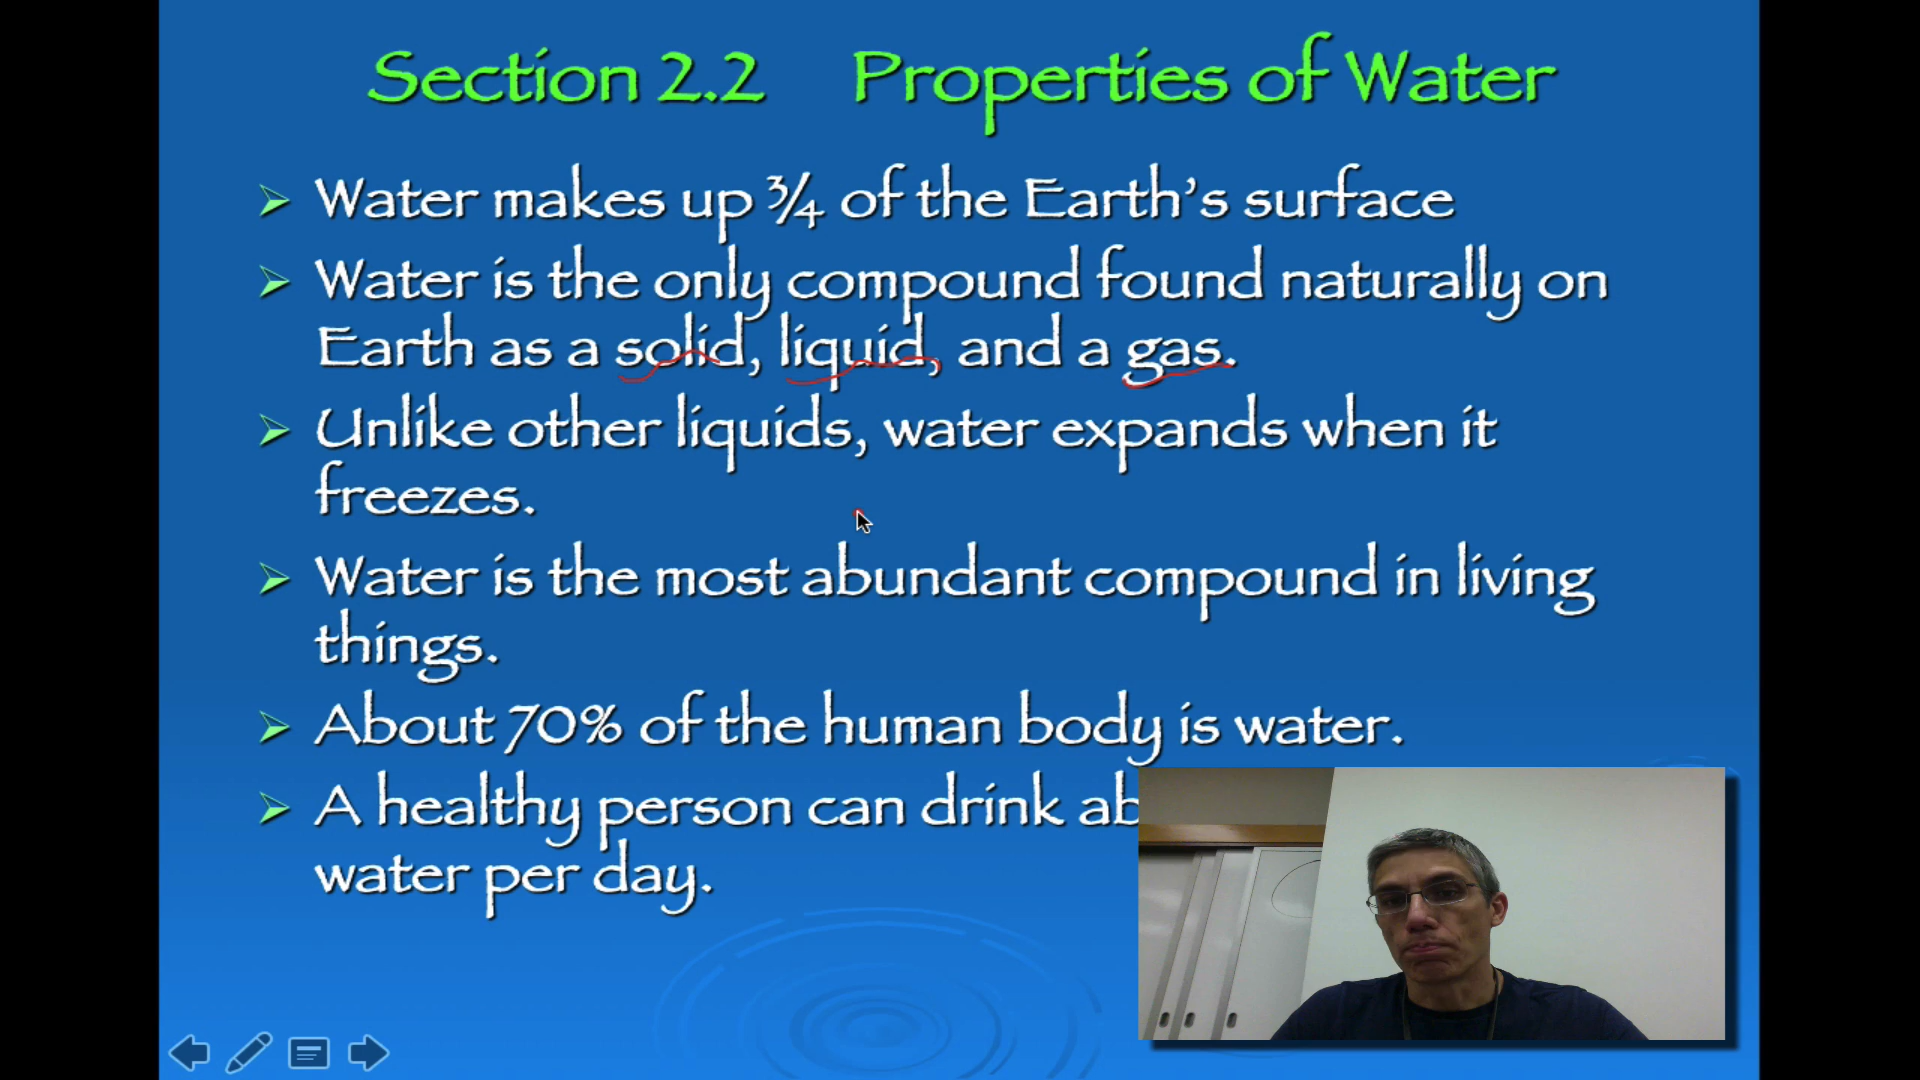 Section 2.2 Properties of Water
Water makes up ¾ of the Earth's surface
Water is the only compound found naturally on
Earth as a solid, liquid, and a gas.
Unlike other liquids, water expands when it
freezes.
Water is the most abundant compound in living
things.
About 70% of the human body is water.
A healthy person can drink
water per day.